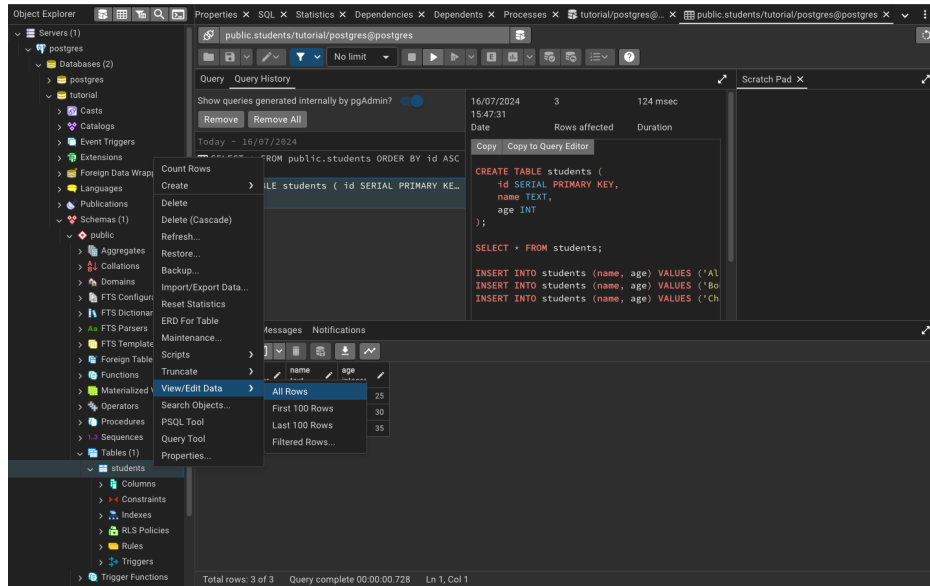 Object Explorer
Properties SQL Statistics Dependencies Dependents Processes tutorial/postgres@... public.students/tutorial/postgres@postgres
Servers (1)
postgres
Databases (2)
postgres
tutorial
Casts
Catalogs
Event Triggers
Extensions
Foreign Data Wrapp
Languages
Publications
Schemas (1)
public
Aggregates
Collations
Domains
FTS Configura
FTS Dictionar
FTS Parsers
FTS Template
Foreign Table
Functions
Materialized V
Operators
Procedures
1..3 Sequences
Tables (1)
students
Columns
Constraints
Indexes
RLS Policies
Rules
Triggers
Trigger Functions
Count Rows
Create
Delete
Delete (Cascade)
Refresh...
Restore...
Backup...
Import/Export Data...
Reset Statistics
ERD For Table
Maintenance...
Scripts
Truncate
View/Edit Data
Search Objects...
PSQL Tool
Query Tool
Properties...
All Rows
First 100 Rows
Last 100 Rows
Filtered Rows...
public.students/tutorial/postgres@postgres
No limit
Query Query History
Scratch Pad
Show queries generated internally by pgAdmin?
Remove Remove All
Today - 16/07/2024
FROM public.students ORDER BY id ASC
BLE students ( id SERIAL PRIMARY KE...
16/07/2024 3 124 msec
15:47:31
Date Rows affected Duration
Copy Copy to Query Editor
CREATE TABLE students (
id SERIAL PRIMARY KEY,
name TEXT,
age INT
);
SELECT * FROM students;
INSERT INTO students (name, age) VALUES ('Al
INSERT INTO students (name, age) VALUES ('Bo
INSERT INTO students (name, age) VALUES ('Ch
Messages Notifications
name age
25
30
35
Total rows: 3 of 3 Query complete 00:00:00.728 Ln 1, Col 1